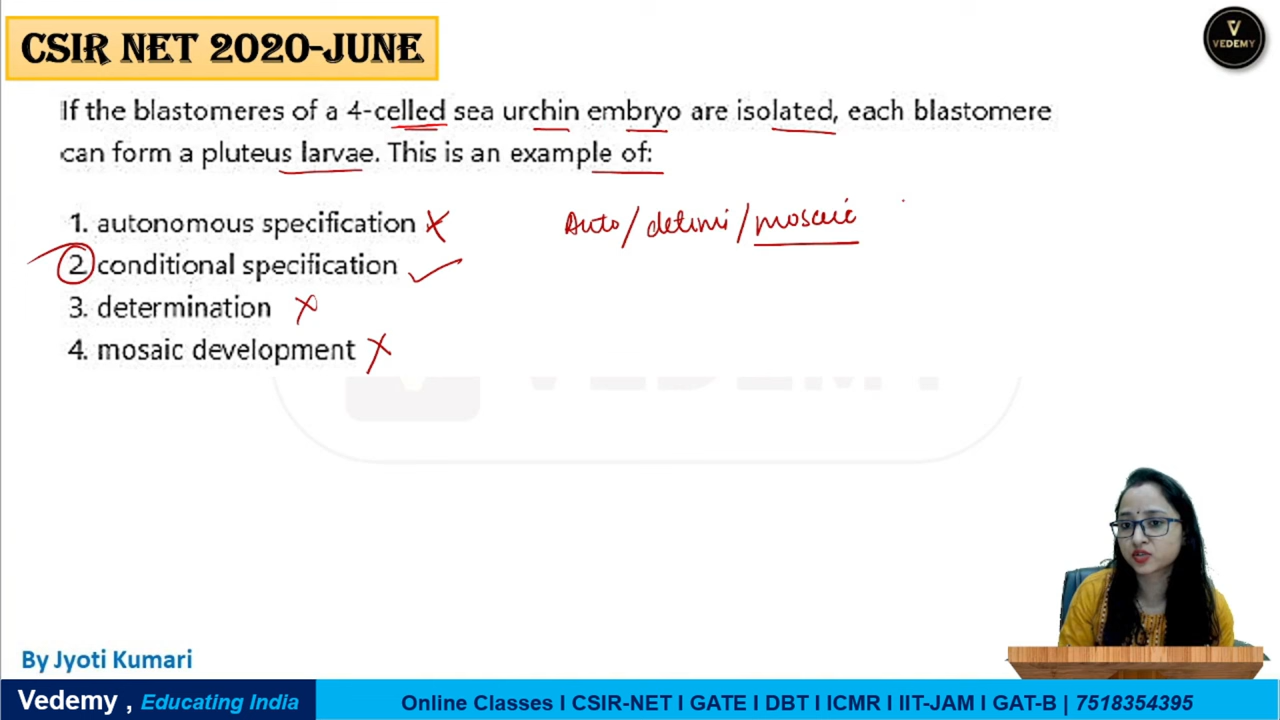 CSIR NET 2020-JUNE
V
VEDEMY
If the blastomeres of a 4-celled sea urchin embryo are isolated, each blastomere
can form a pluteus larvae. This is an example of:
1. autonomous specification
Auto/detimi/mosaic
2. conditional specification
3. determination
4. mosaic development
VEDEMY
By Jyoti Kumari
Vedemy , Educating India
Online Classes I CSIR-NET I GATE I DBT I ICMR I IIT-JAM I GAT-B | 7518354395